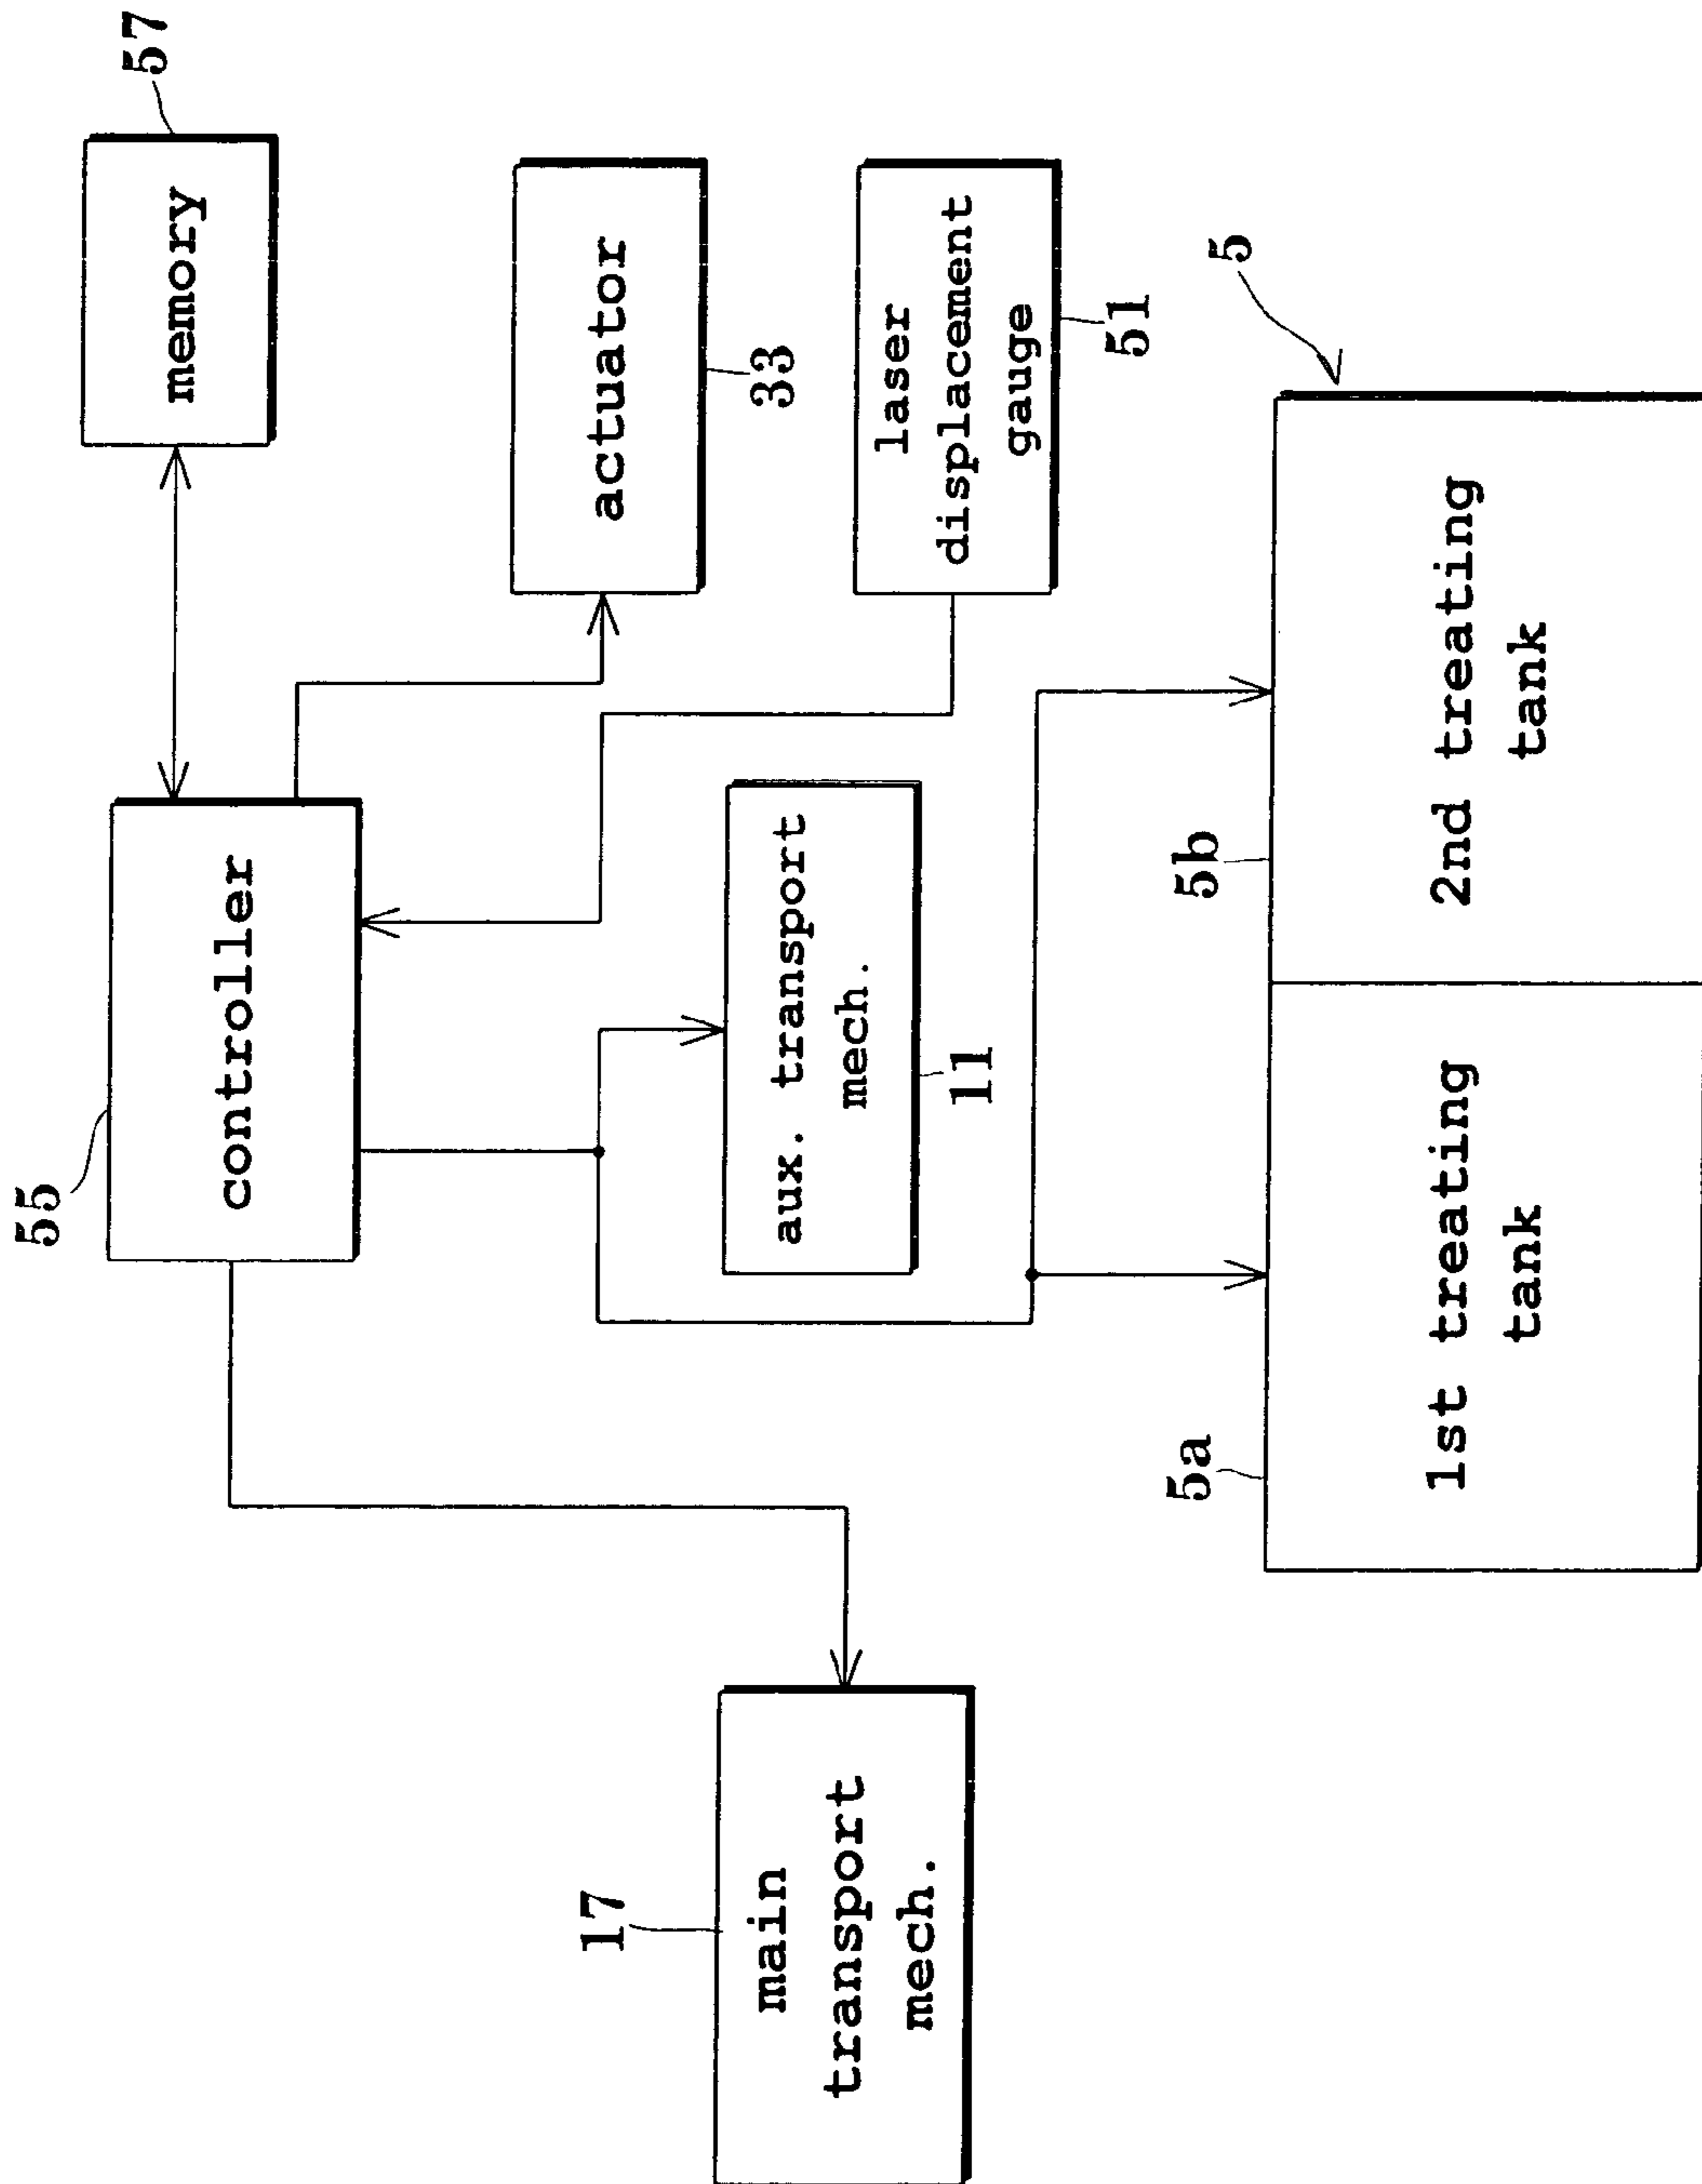 55
controller
57
memory
actuator
33
laser
displacement
gauge
51
17
main
transport
mech.
aux. transport
mech.
11
5a
5b
5
1st treating
tank
2nd treating
tank